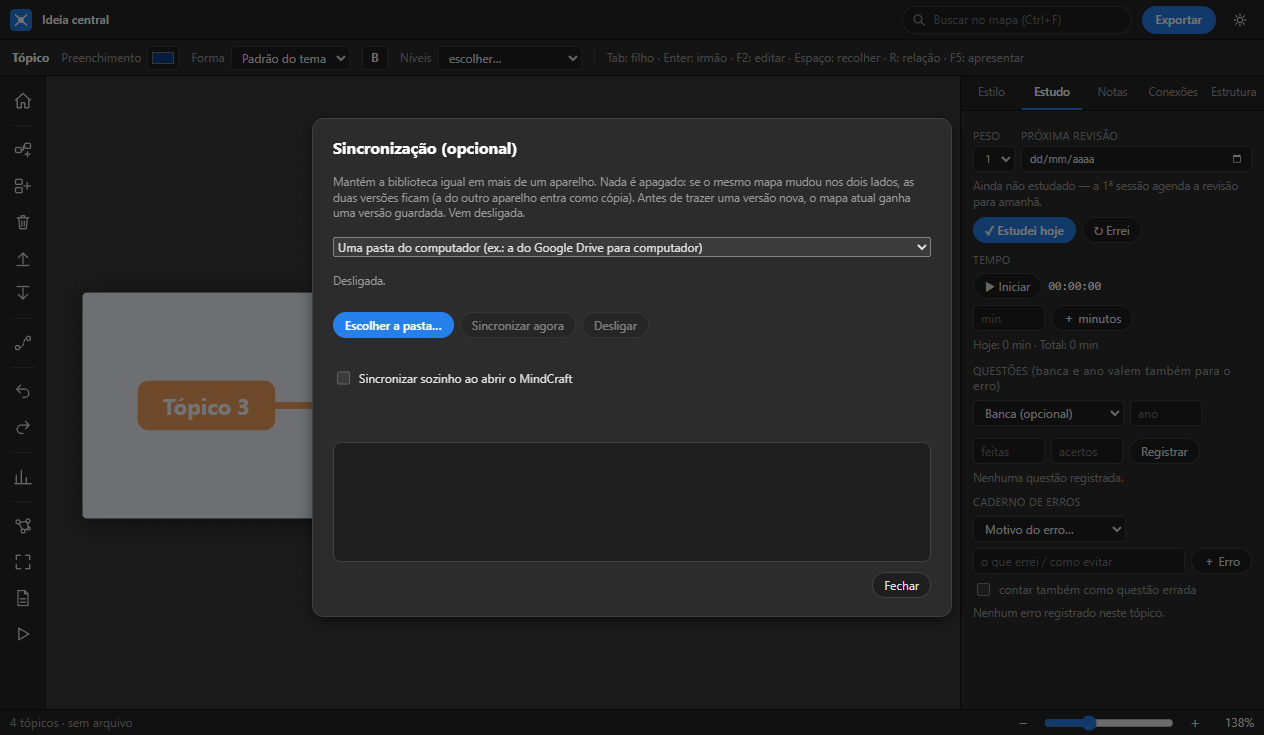 Ideia central
Buscar no mapa (Ctrl+F)
Exportar
Tópico
Preenchimento
Forma
Padrão do tema
B
Níveis
escolher...
Tab: filho · Enter: irmão · F2: editar · Espaço: recolher · R: relação · F5: apresentar
Estilo
Estudo
Notas
Conexões
Estrutura
Sincronização (opcional)
Mantém a biblioteca igual em mais de um aparelho. Nada é apagado: se o mesmo mapa mudou nos dois lados, as
duas versões ficam (a do outro aparelho entra como cópia). Antes de trazer uma versão nova, o mapa atual ganha
uma versão guardada. Vem desligada.
Uma pasta do computador (ex.: a do Google Drive para computador)
Desligada.
Escolher a pasta...
Sincronizar agora
Desligar
Sincronizar sozinho ao abrir o MindCraft
Fechar
Tópico 3
PESO
PRÓXIMA REVISÃO
1
dd/mm/aaaa
Ainda não estudado — a 1ª sessão agenda a revisão
para amanhã.
✓ Estudei hoje
↻ Errei
TEMPO
▶ Iniciar
00:00:00
min
+ minutos
Hoje: 0 min · Total: 0 min
QUESTÕES (banca e ano valem também para o
erro)
Banca (opcional)
ano
feitas
acertos
Registrar
Nenhuma questão registrada.
CADERNO DE ERROS
Motivo do erro...
o que errei / como evitar
+ Erro
contar também como questão errada
Nenhum erro registrado neste tópico.
4 tópicos · sem arquivo
−
+
138%